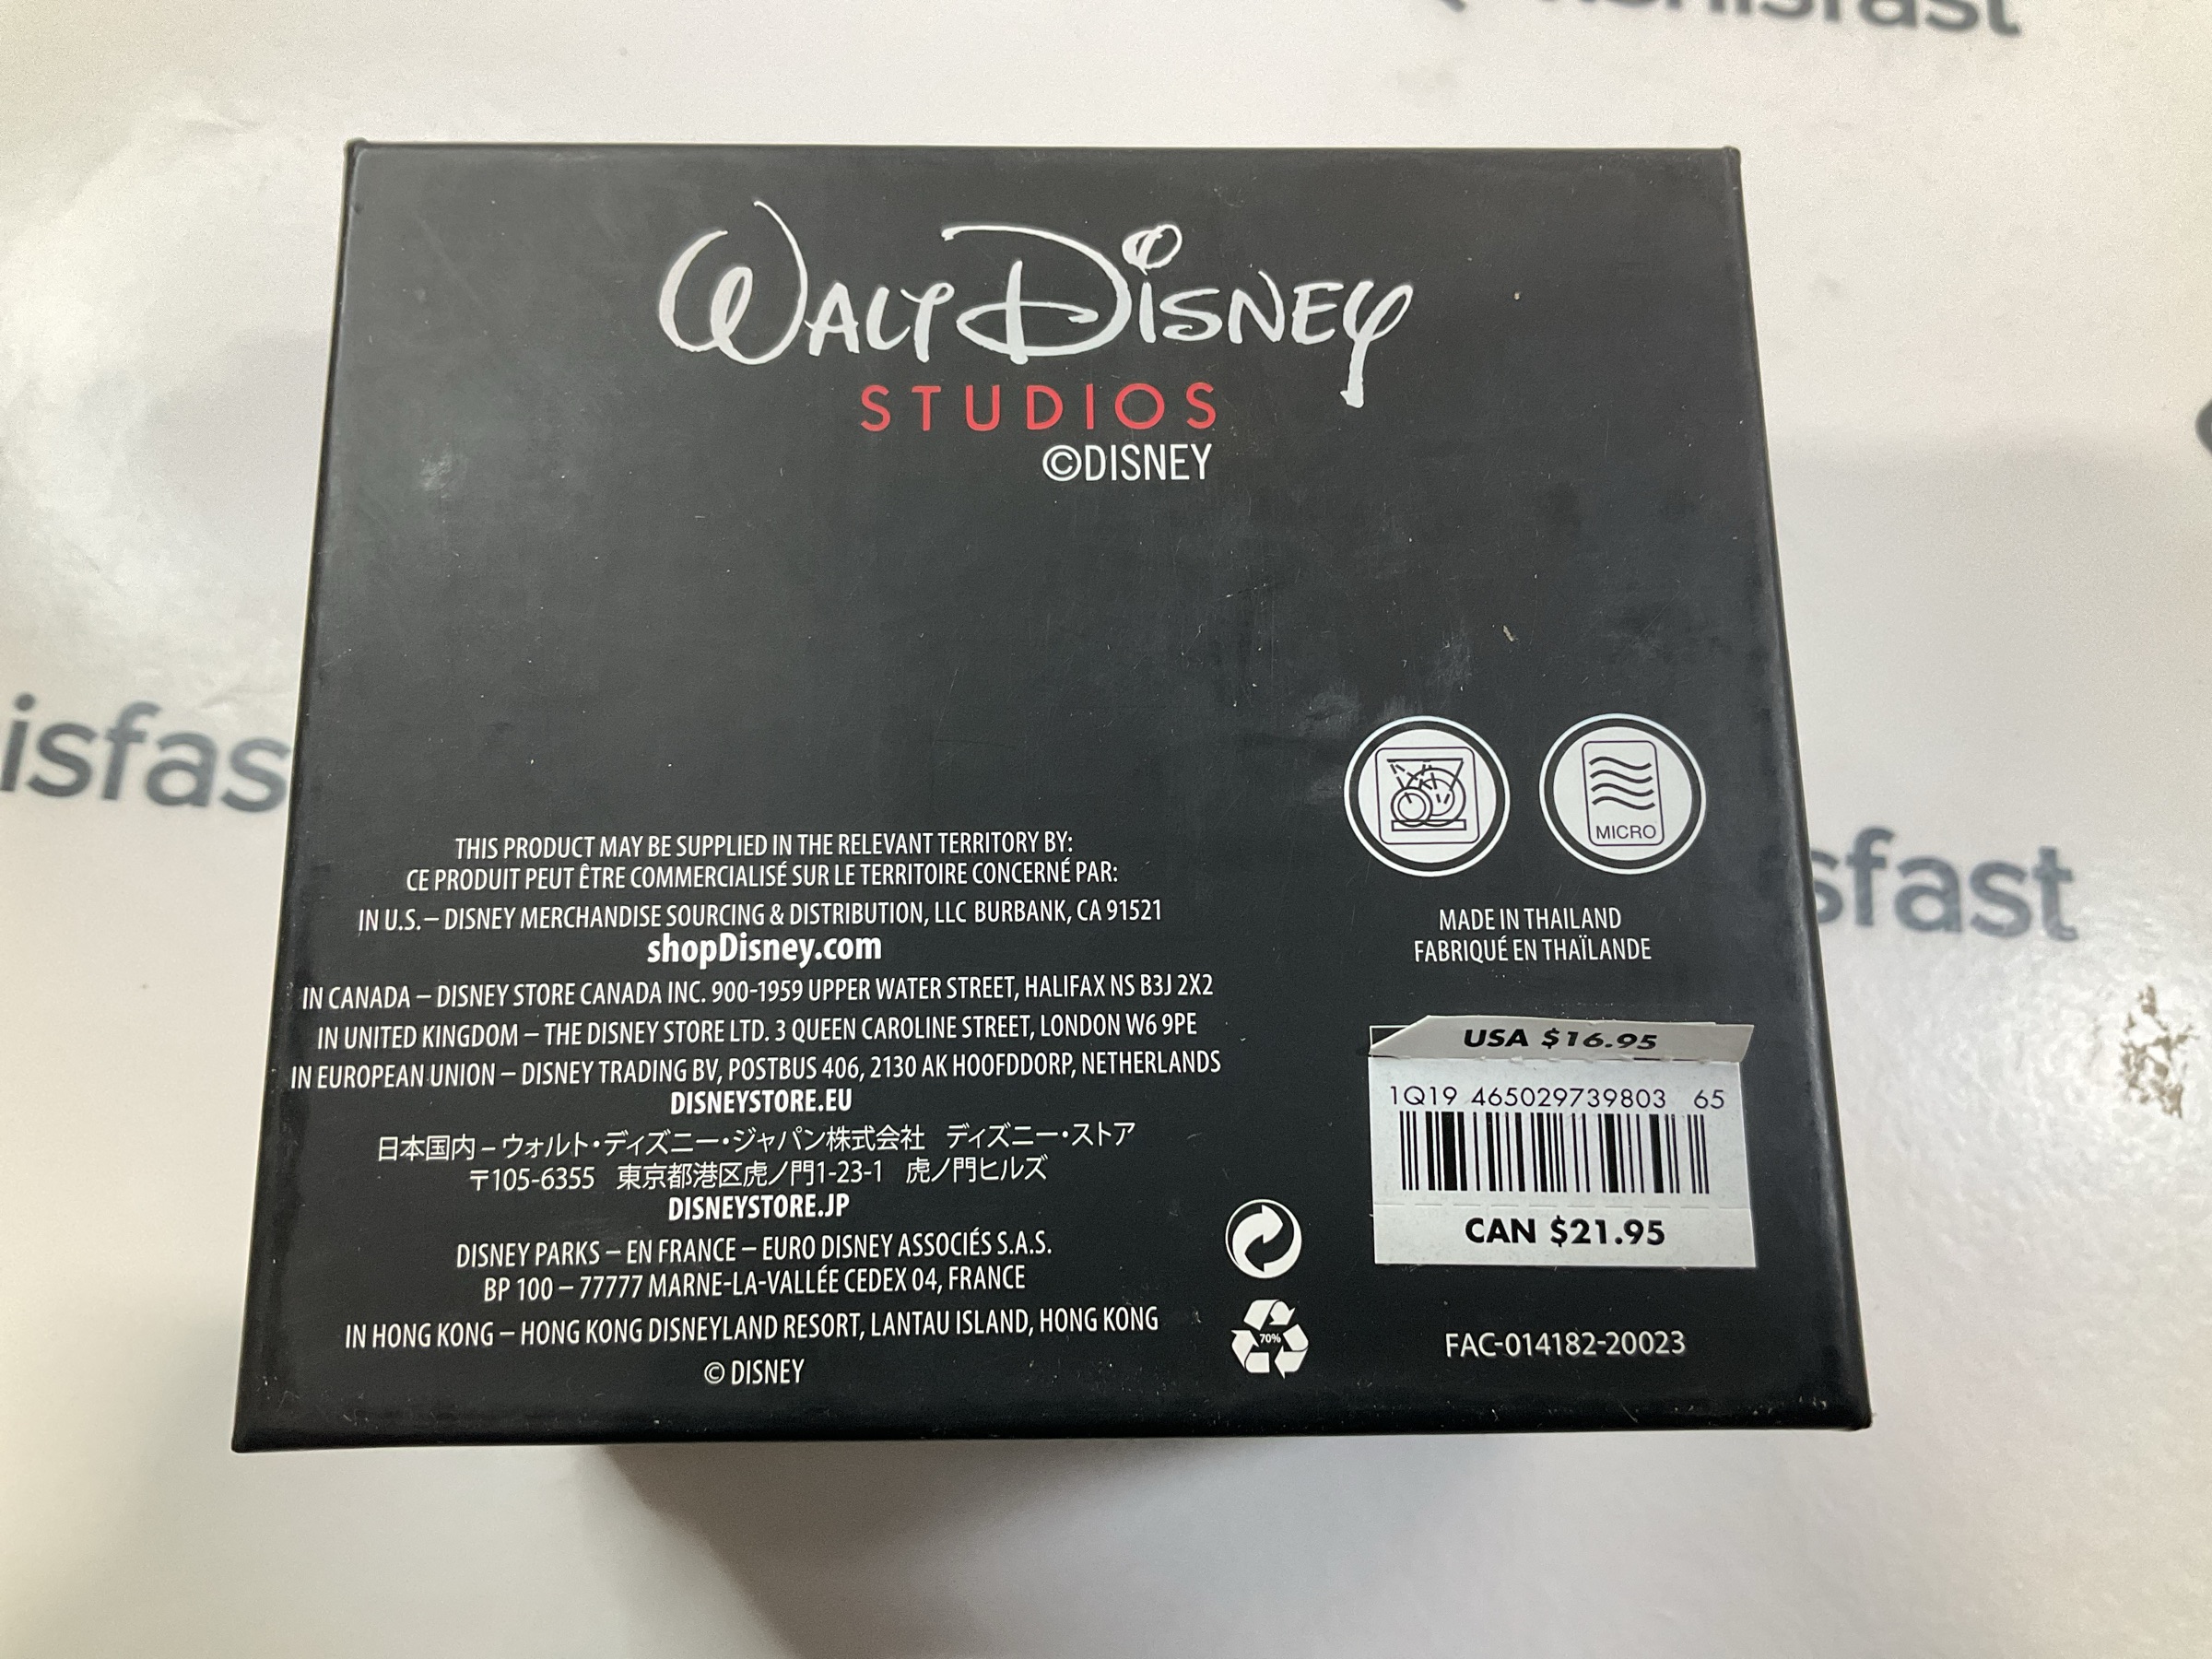 WALT DISNEY
STUDIOS
©DISNEY
MICRO
THIS PRODUCT MAY BE SUPPLIED IN THE RELEVANT TERRITORY BY:
CE PRODUIT PEUT ÊTRE COMMERCIALISÉ SUR LE TERRITOIRE CONCERNÉ PAR:
IN U.S. – DISNEY MERCHANDISE SOURCING & DISTRIBUTION, LLC BURBANK, CA 91521
shopDisney.com
IN CANADA – DISNEY STORE CANADA INC. 900-1959 UPPER WATER STREET, HALIFAX NS B3J 2X2
IN UNITED KINGDOM – THE DISNEY STORE LTD. 3 QUEEN CAROLINE STREET, LONDON W6 9PE
IN EUROPEAN UNION – DISNEY TRADING BV, POSTBUS 406, 2130 AK HOOFDDORP, NETHERLANDS
DISNEYSTORE.EU
日本国内 – ウォルト・ディズニー・ジャパン株式会社 ディズニー・ストア
〒105-6355 東京都港区虎ノ門1-23-1 虎ノ門ヒルズ
DISNEYSTORE.JP
DISNEY PARKS – EN FRANCE – EURO DISNEY ASSOCIÉS S.A.S.
BP 100 – 77777 MARNE-LA-VALLÉE CEDEX 04, FRANCE
IN HONG KONG – HONG KONG DISNEYLAND RESORT, LANTAU ISLAND, HONG KONG
© DISNEY
70%
MADE IN THAILAND
FABRIQUÉ EN THAÏLANDE
USA $16.95
1Q19 465029739803 65
CAN $21.95
FAC-014182-20023
isfas
sfast